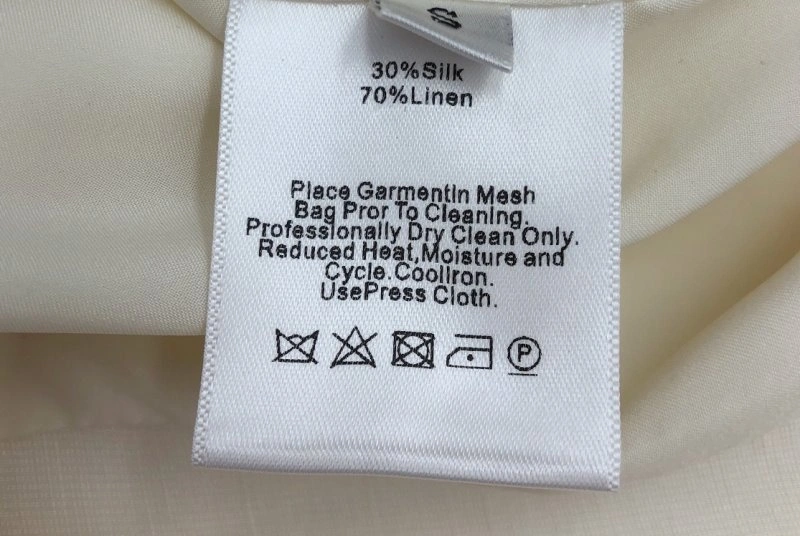 30%Silk
70%Linen
Place GarmentIn Mesh
Bag Pror To Cleaning.
Professionally Dry Clean Only.
Reduced Heat,Moisture and
Cycle.CoolIron.
UsePress Cloth.
P